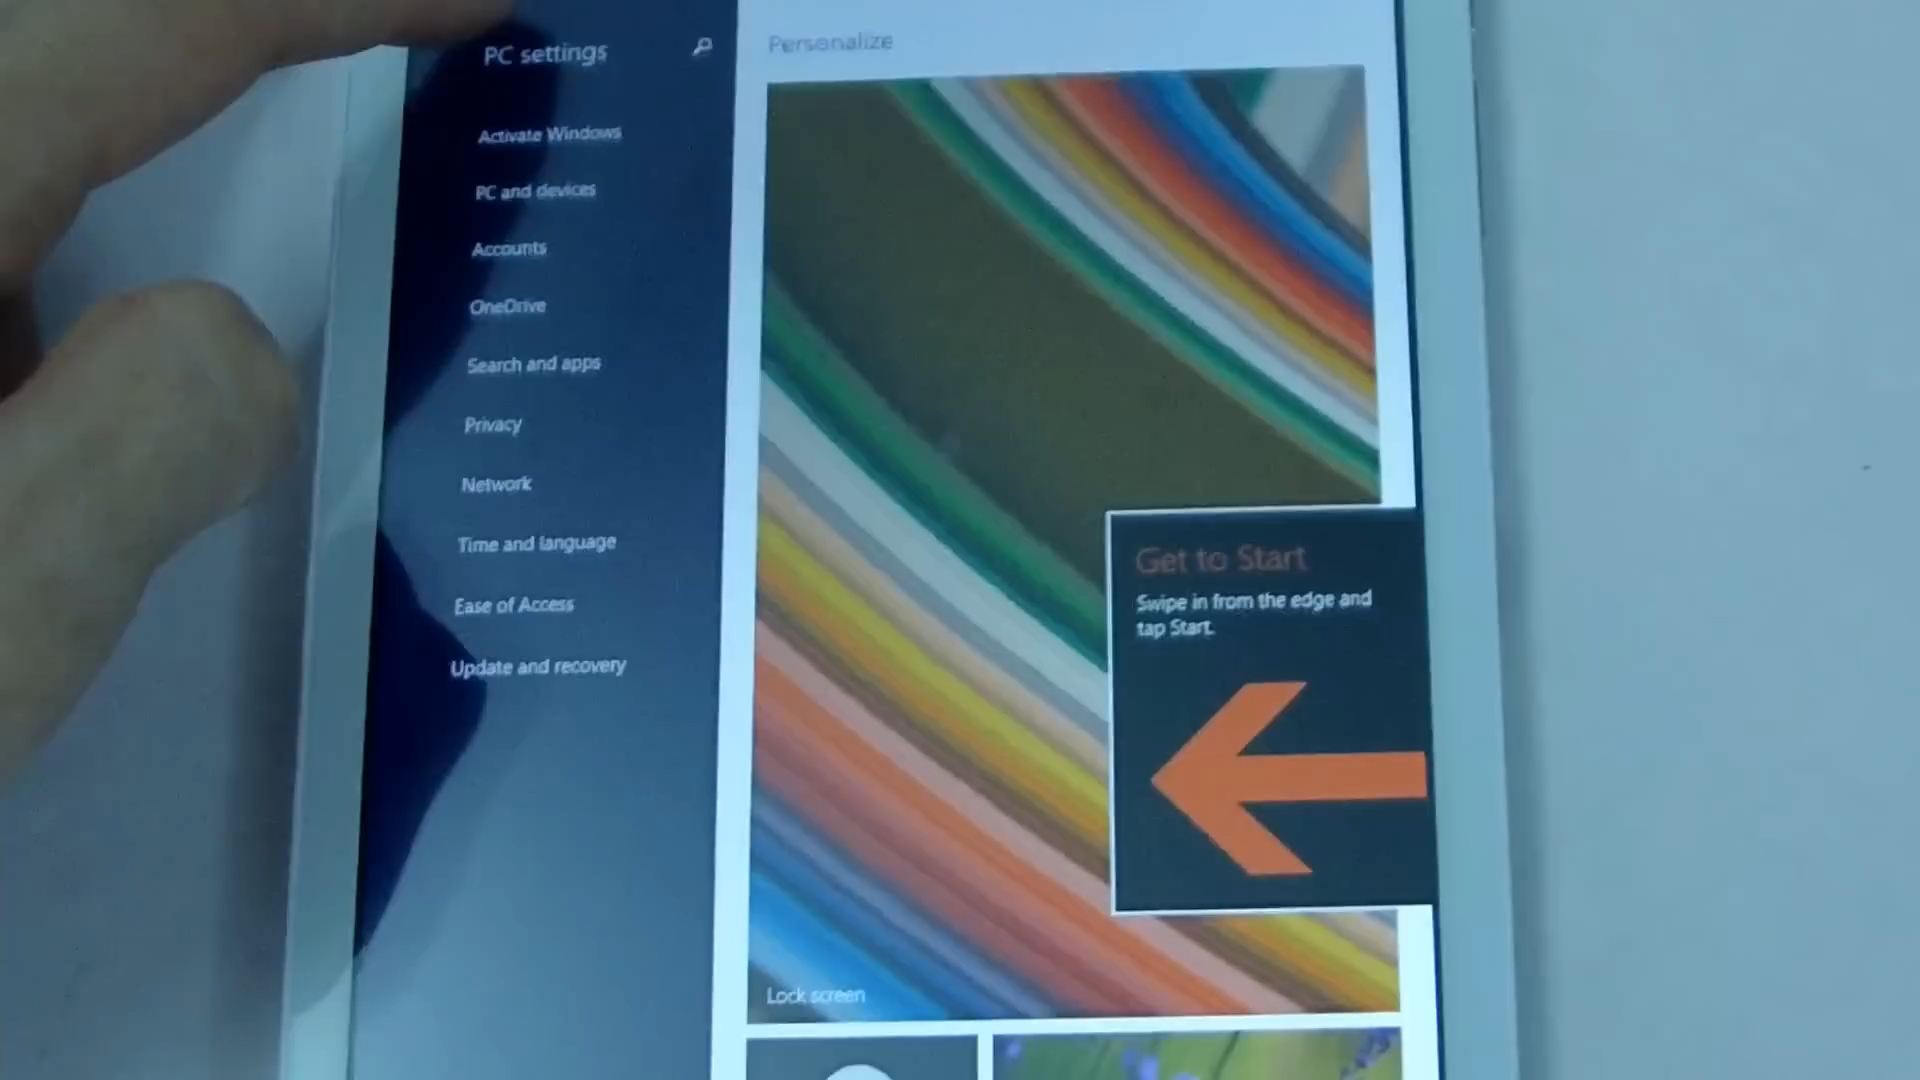 PC settings
Activate Windows
PC and devices
Accounts
OneDrive
Search and apps
Privacy
Network
Time and language
Ease of Access
Update and recovery
Personalize
Get to Start
Swipe in from the edge and
tap Start.
Lock screen